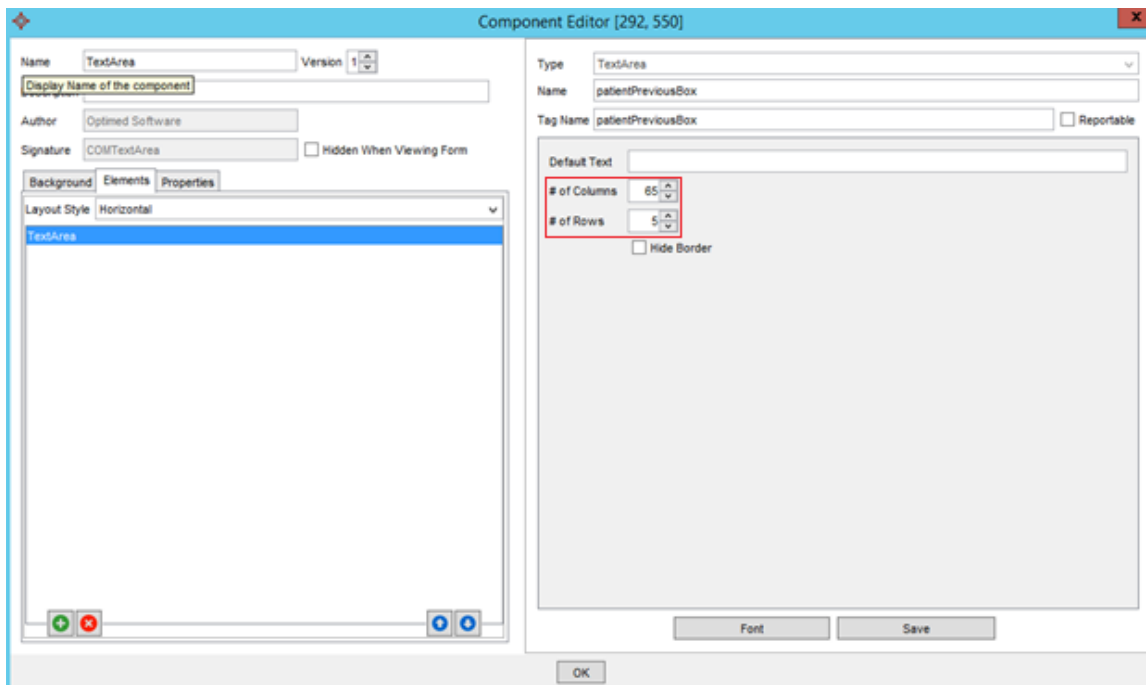 Component Editor [292, 550]
x
Name TextArea Version 1
Display Name of the component
Author Optimed Software
Signature COMTextArea Hidden When Viewing Form
Background Elements Properties
Layout Style Horizontal
TextArea
Type TextArea
Name patientPreviousBox
Tag Name patientPreviousBox Reportable
Default Text
# of Columns 65
# of Rows 5
Hide Border
Font Save
OK